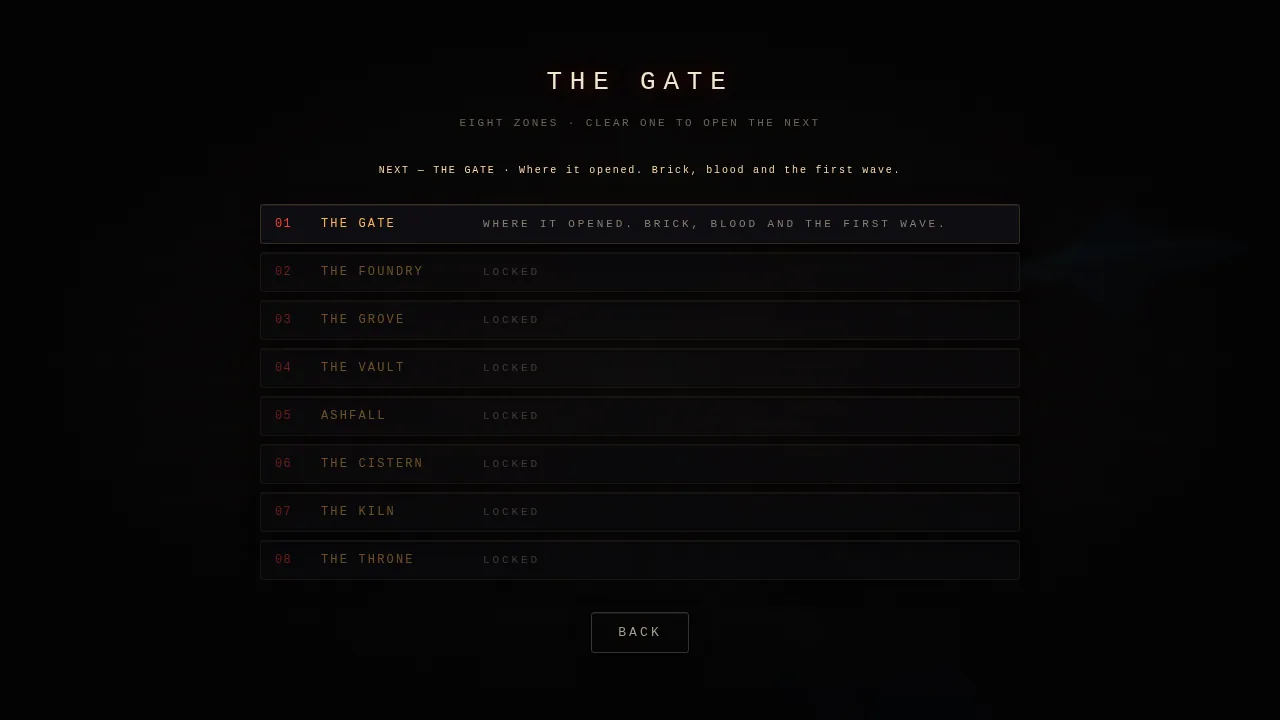 THE GATE
EIGHT ZONES · CLEAR ONE TO OPEN THE NEXT
NEXT — THE GATE · Where it opened. Brick, blood and the first wave.
01 THE GATE WHERE IT OPENED. BRICK, BLOOD AND THE FIRST WAVE.
02 THE FOUNDRY LOCKED
03 THE GROVE LOCKED
04 THE VAULT LOCKED
05 ASHFALL LOCKED
06 THE CISTERN LOCKED
07 THE KILN LOCKED
08 THE THRONE LOCKED
BACK